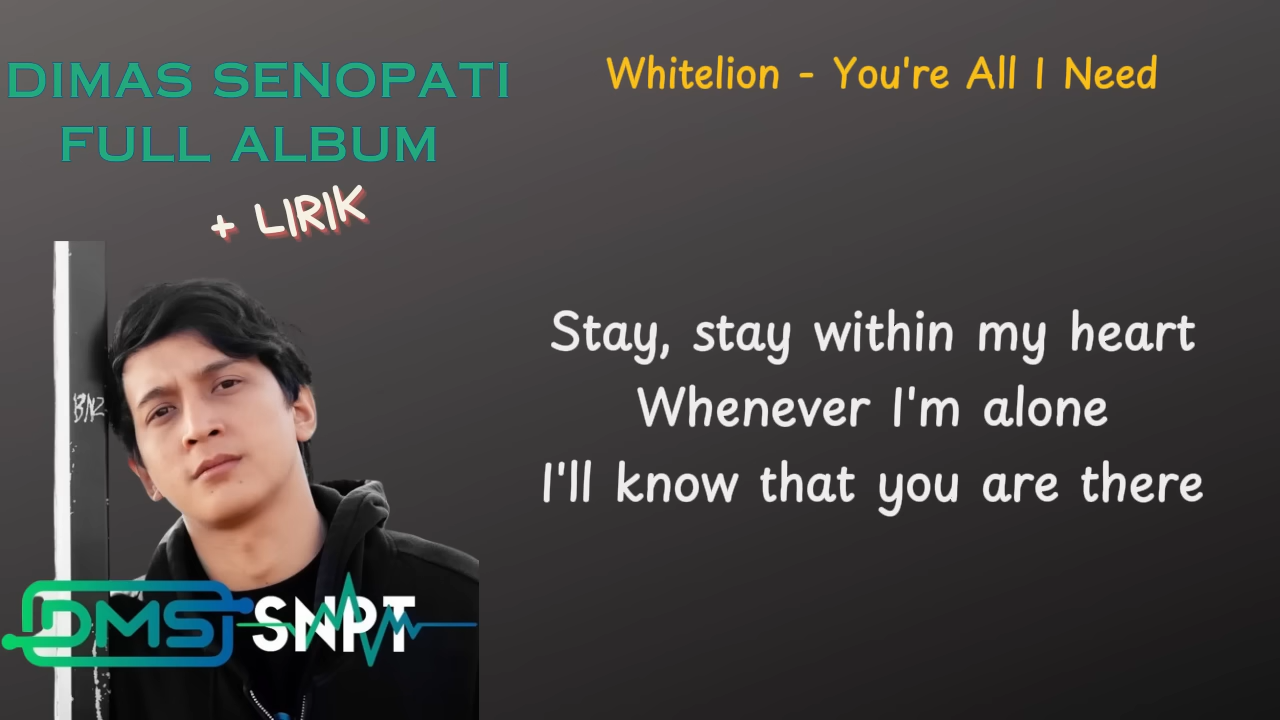 DIMAS SENOPATI
FULL ALBUM
+ LIRIK
Whitelion - You're All I Need
Stay, stay within my heart
Whenever I'm alone
I'll know that you are there
BNZ
DMS SNPT